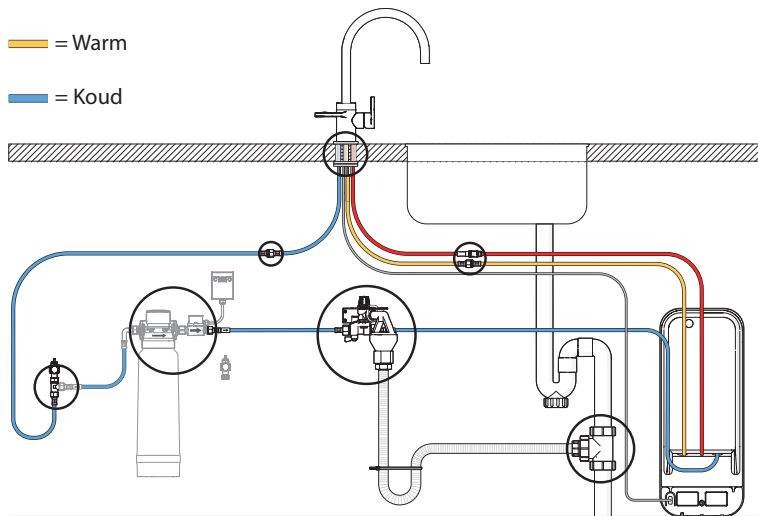 = Warm
= Koud